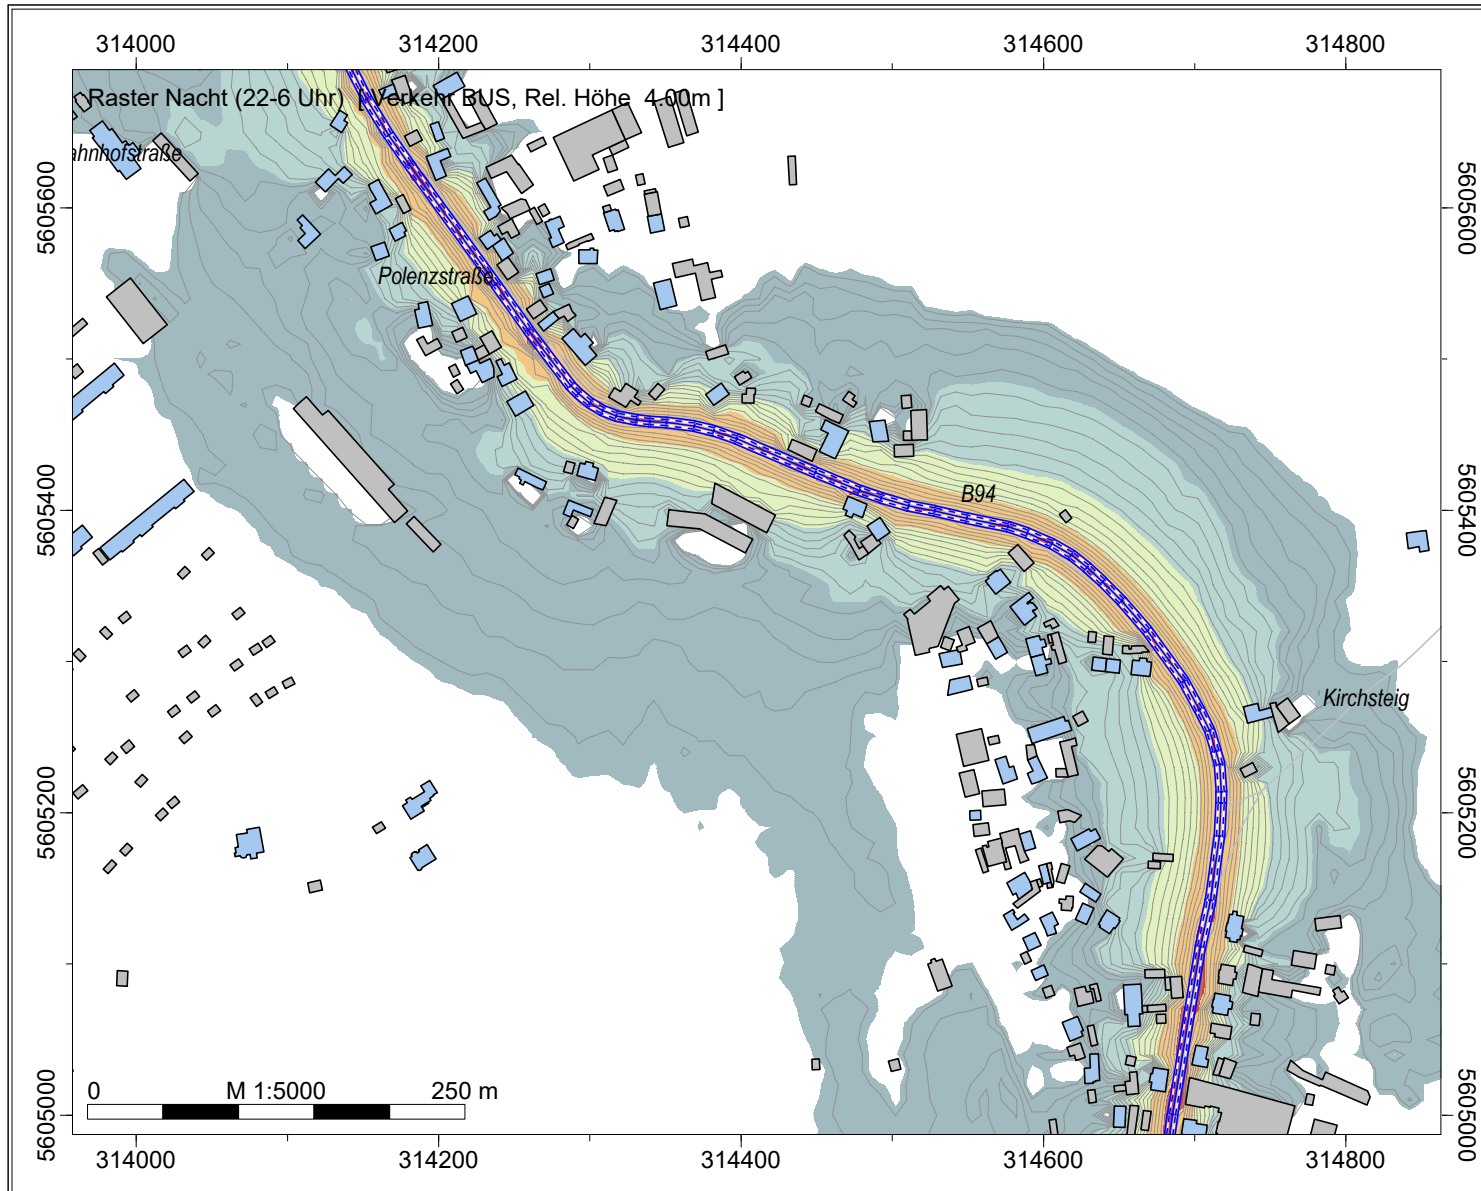 314000 314200 314400 314600 314800
Raster Nacht (22-6 Uhr) [ Verkehr BUS, Rel. Höhe 4.00m ]
ahnhofstraße
5605600 5605600
Polenzstraße
B94
5605400 5605400
Kirchsteig
5605200 5605200
0 M 1:5000 250 m
5605000 5605000
314000 314200 314400 314600 314800